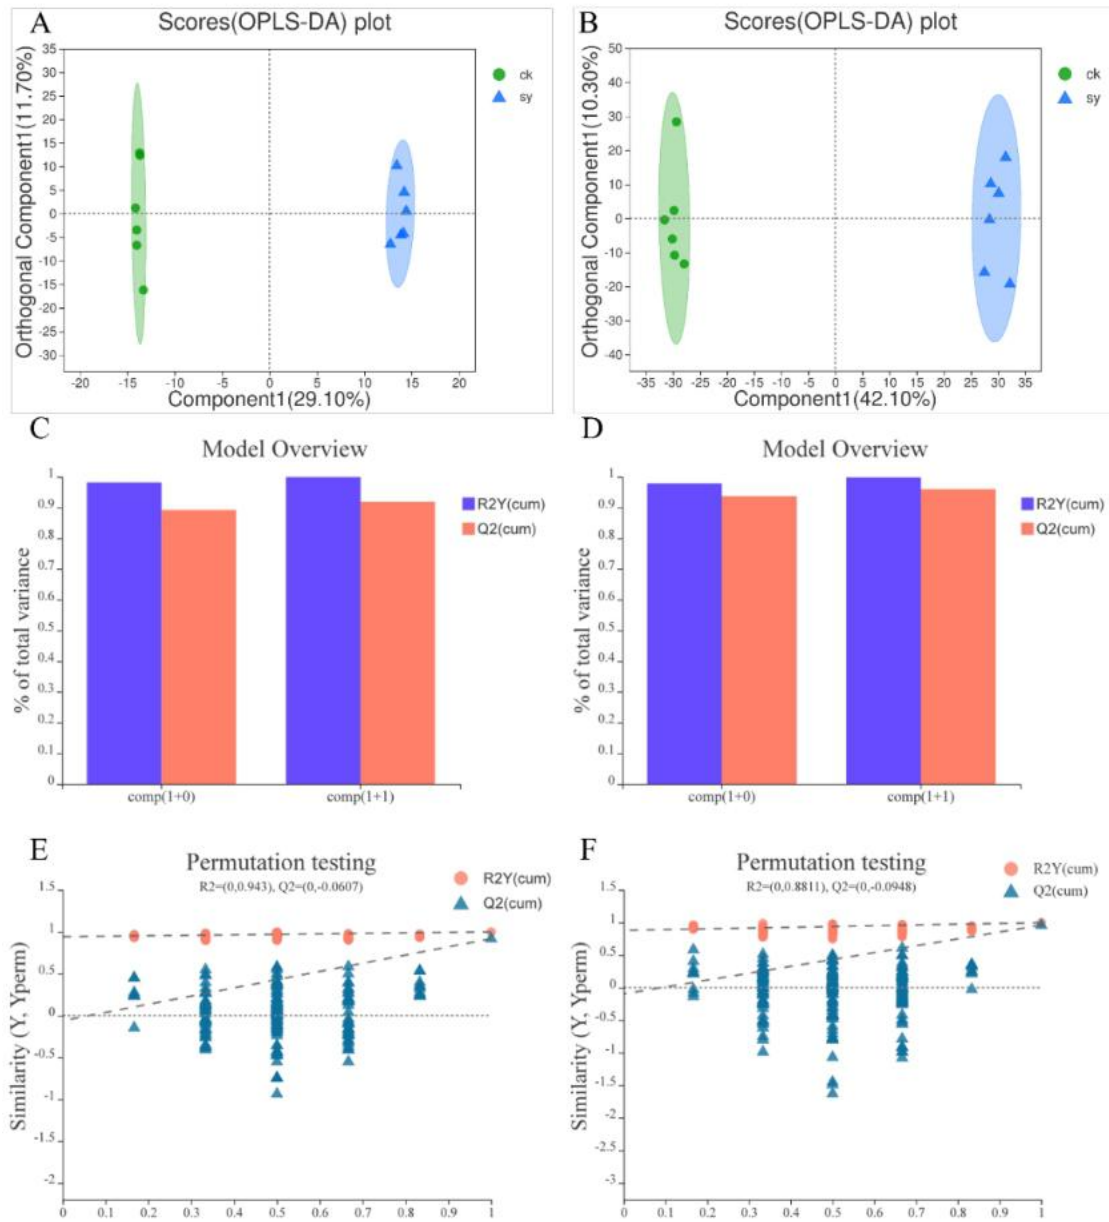 A
Scores(OPLS-DA) plot
Orthogonal Component1(11.70%)
35
30
25
20
15
10
5
0
-5
-10
-15
-20
-25
-30
-20 -15 -10 -5 0 5 10 15 20
Component1(29.10%)
ck
sy
B
Scores(OPLS-DA) plot
Orthogonal Component1(10.30%)
50
40
30
20
10
0
-10
-20
-30
-40
-35 -30 -25 -20 -15 -10 -5 0 5 10 15 20 25 30 35
Component1(42.10%)
ck
sy
C
Model Overview
% of total variance
1
0.9
0.8
0.7
0.6
0.5
0.4
0.3
0.2
0.1
0
comp(1+0) comp(1+1)
R2Y(cum)
Q2(cum)
D
Model Overview
% of total variance
1
0.9
0.8
0.7
0.6
0.5
0.4
0.3
0.2
0.1
0
comp(1+0) comp(1+1)
R2Y(cum)
Q2(cum)
E
Permutation testing
R2=(0,0.943), Q2=(0,-0.0607)
R2Y(cum)
Q2(cum)
Similarity (Y, Yperm)
1.5
1
0.5
0
-0.5
-1
-1.5
-2
0 0.1 0.2 0.3 0.4 0.5 0.6 0.7 0.8 0.9 1
F
Permutation testing
R2=(0,0.8811), Q2=(0,-0.0948)
R2Y(cum)
Q2(cum)
Similarity (Y, Yperm)
1.5
1
0.5
0
-0.5
-1
-1.5
-2
-2.5
-3
0 0.1 0.2 0.3 0.4 0.5 0.6 0.7 0.8 0.9 1